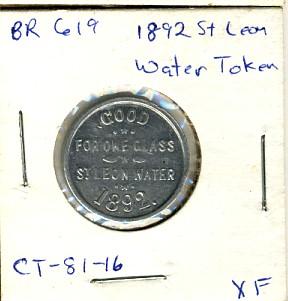 BR 619
1892 St Leon
Water Token
GOOD
FOR ONE GLASS
ST LEON WATER
1892.
CT-81-16
XF